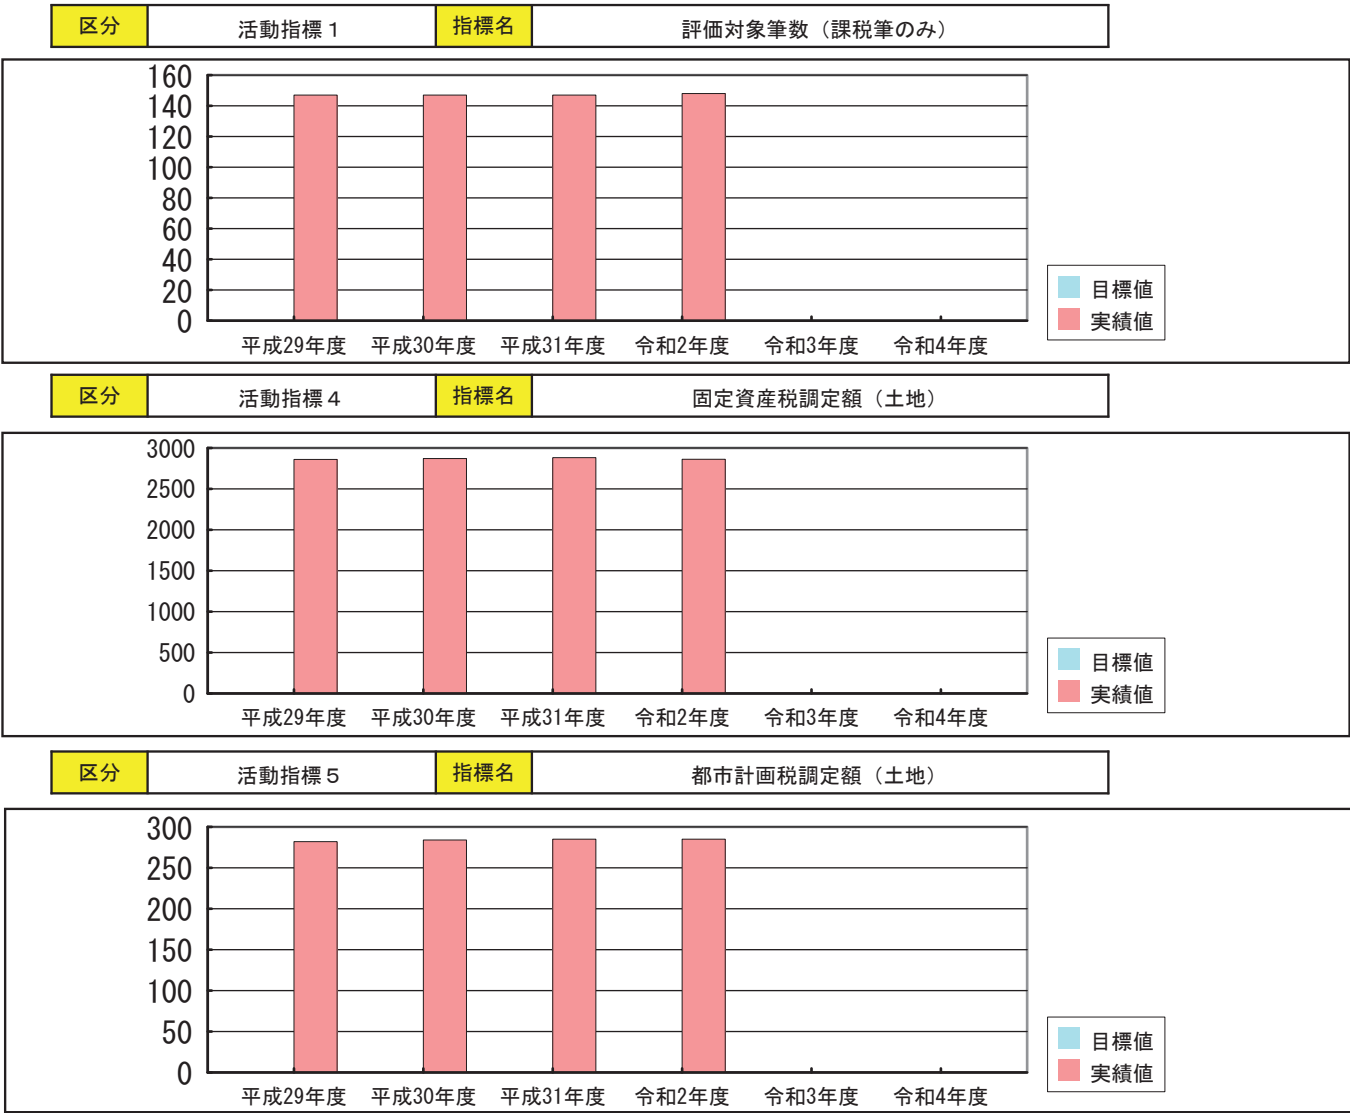 区分 活動指標１ 指標名 評価対象筆数（課税筆のみ）
160
140
120
100
80
60
40
20
0
平成29年度 平成30年度 平成31年度 令和2年度 令和3年度 令和4年度
目標値
実績値
区分 活動指標４ 指標名 固定資産税調定額（土地）
3000
2500
2000
1500
1000
500
0
平成29年度 平成30年度 平成31年度 令和2年度 令和3年度 令和4年度
目標値
実績値
区分 活動指標５ 指標名 都市計画税調定額（土地）
300
250
200
150
100
50
0
平成29年度 平成30年度 平成31年度 令和2年度 令和3年度 令和4年度
目標値
実績値